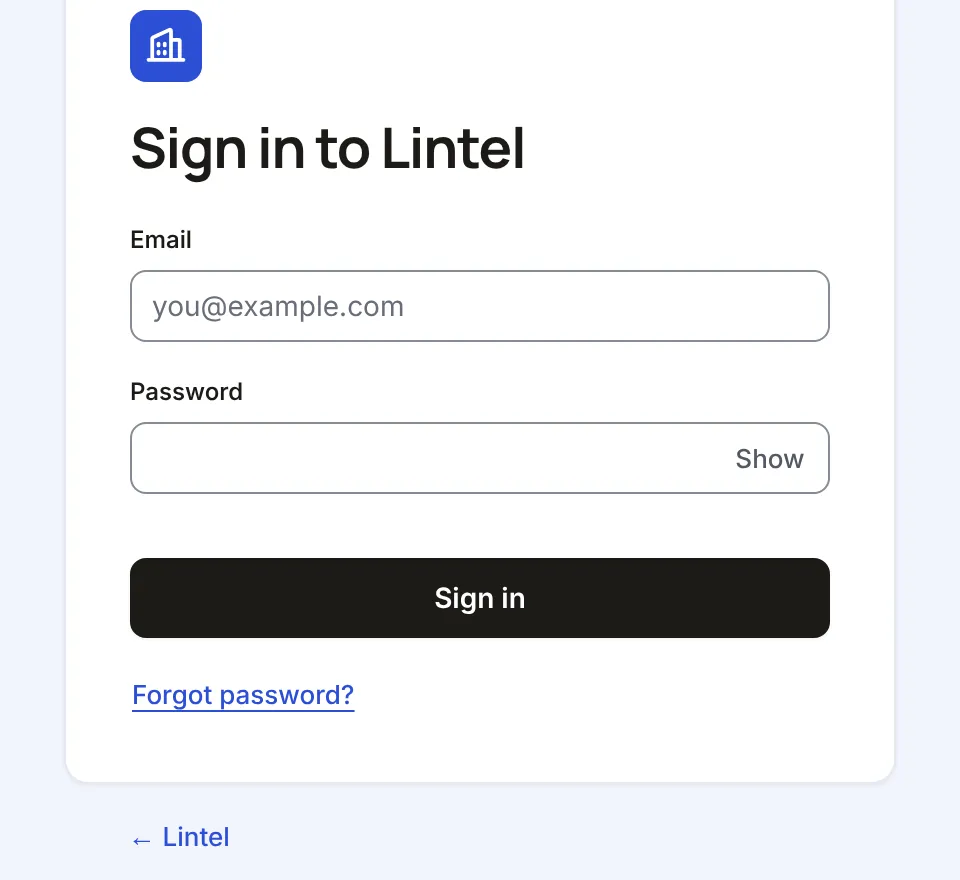 Sign in to Lintel
Email
you@example.com
Password
Show
Sign in
Forgot password?
← Lintel